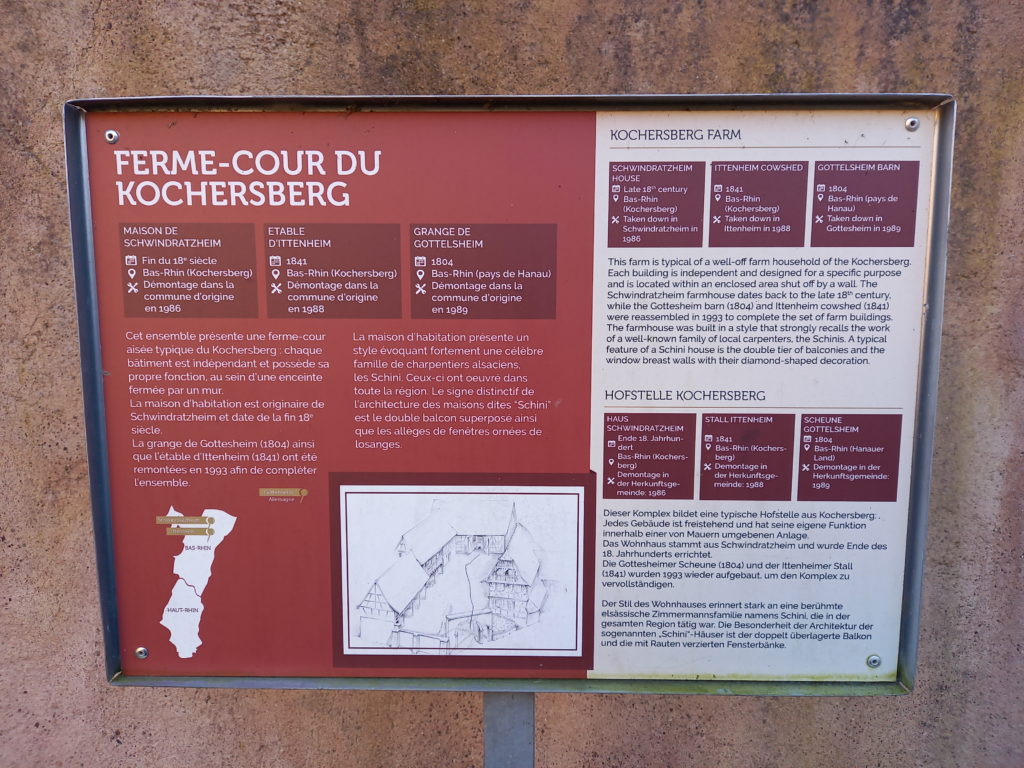 FERME-COUR DU
KOCHERSBERG
MAISON DE
SCHWINDRATZHEIM
Fin du 18e siècle
Bas-Rhin (Kochersberg)
Démontage dans la
commune d'origine
en 1986
ETABLE
D'ITTENHEIM
1841
Bas-Rhin (Kochersberg)
Démontage dans la
commune d'origine
en 1988
GRANGE DE
GOTTELSHEIM
1804
Bas-Rhin (pays de Hanau)
Démontage dans la
commune d'origine
en 1989
Cet ensemble présente une ferme-cour
aisée typique du Kochersberg : chaque
bâtiment est indépendant et possède sa
propre fonction, au sein d'une enceinte
fermée par un mur.
La maison d'habitation est originaire de
Schwindratzheim et date de la fin 18e
siècle.
La grange de Gottesheim (1804) ainsi
que l'étable d'Ittenheim (1841) ont été
remontées en 1993 afin de compléter
l'ensemble.
La maison d'habitation présente un
style évoquant fortement une célèbre
famille de charpentiers alsaciens,
les Schini. Ceux-ci ont oeuvré dans
toute la région. Le signe distinctif de
l'architecture des maisons dites "Schini"
est le double balcon superposé ainsi
que les allèges de fenêtres ornées de
losanges.
Allemagne
BAS-RHIN
HAUT-RHIN
KOCHERSBERG FARM
SCHWINDRATZHEIM
HOUSE
Late 18th century
Bas-Rhin
(Kochersberg)
Taken down in
Schwindratzheim in
1986
ITTENHEIM COWSHED
1841
Bas-Rhin
(Kochersberg)
Taken down in
Ittenheim in 1988
GOTTELSHEIM BARN
1804
Bas-Rhin (pays de
Hanau)
Taken down in
Gottesheim in 1989
This farm is typical of a well-off farm household of the Kochersberg.
Each building is independent and designed for a specific purpose
and is located within an enclosed area shut off by a wall. The
Schwindratzheim farmhouse dates back to the late 18th century,
while the Gottesheim barn (1804) and Ittenheim cowshed (1841)
were reassembled in 1993 to complete the set of farm buildings.
The farmhouse was built in a style that strongly recalls the work
of a well-known family of local carpenters, the Schinis. A typical
feature of a Schini house is the double tier of balconies and the
window breast walls with their diamond-shaped decoration.
HOFSTELLE KOCHERSBERG
HAUS
SCHWINDRATZHEIM
Ende 18. Jahrhun-
dert
Bas-Rhin (Kochers-
berg)
Demontage in der
Herkunftsge-
meinde: 1986
STALL ITTENHEIM
1841
Bas-Rhin (Kochers-
berg)
Demontage in
der Herkunftsge-
meinde: 1988
SCHEUNE
GOTTELSHEIM
1804
Bas-Rhin (Hanauer
Land)
Demontage in der
Herkunftsgemeinde:
1989
Dieser Komplex bildet eine typische Hofstelle aus Kochersberg: .
Jedes Gebäude ist freistehend und hat seine eigene Funktion
innerhalb einer von Mauern umgebenen Anlage.
Das Wohnhaus stammt aus Schwindratzheim und wurde Ende des
18. Jahrhunderts errichtet.
Die Gottesheimer Scheune (1804) und der Ittenheimer Stall
(1841) wurden 1993 wieder aufgebaut, um den Komplex zu
vervollständigen.
Der Stil des Wohnhauses erinnert stark an eine berühmte
elsässische Zimmermannsfamilie namens Schini, die in der
gesamten Region tätig war. Die Besonderheit der Architektur der
sogenannten „Schini"-Häuser ist der doppelt überlagerte Balkon
und die mit Rauten verzierten Fensterbänke.